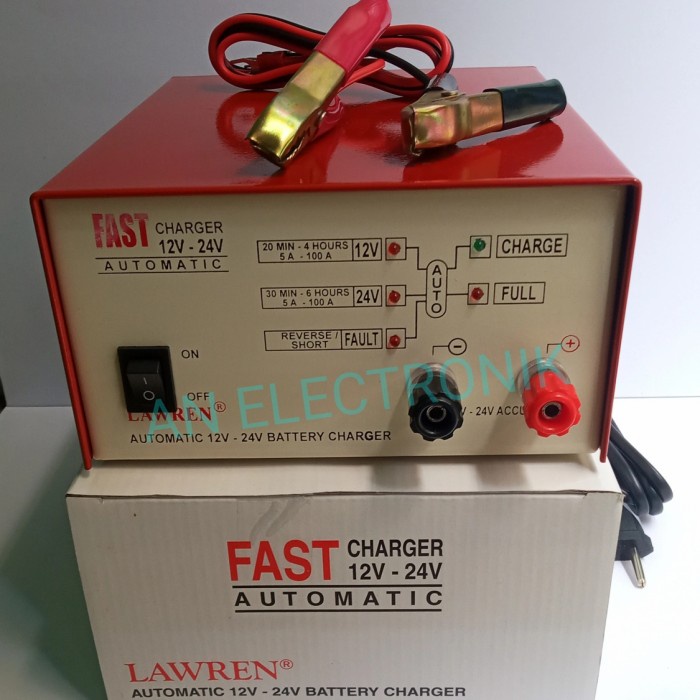 FAST CHARGER
12V - 24V
AUTOMATIC
20 MIN - 4 HOURS 12V
5 A - 100 A
30 MIN - 6 HOURS 24V
5 A - 100 A
REVERSE / FAULT
SHORT
AUTO
CHARGE
FULL
ON
OFF
LAWREN®
AN ELECTRONIK
- 24V ACCU
AUTOMATIC 12V - 24V BATTERY CHARGER
FAST CHARGER
12V - 24V
AUTOMATIC
LAWREN®
AUTOMATIC 12V - 24V BATTERY CHARGER